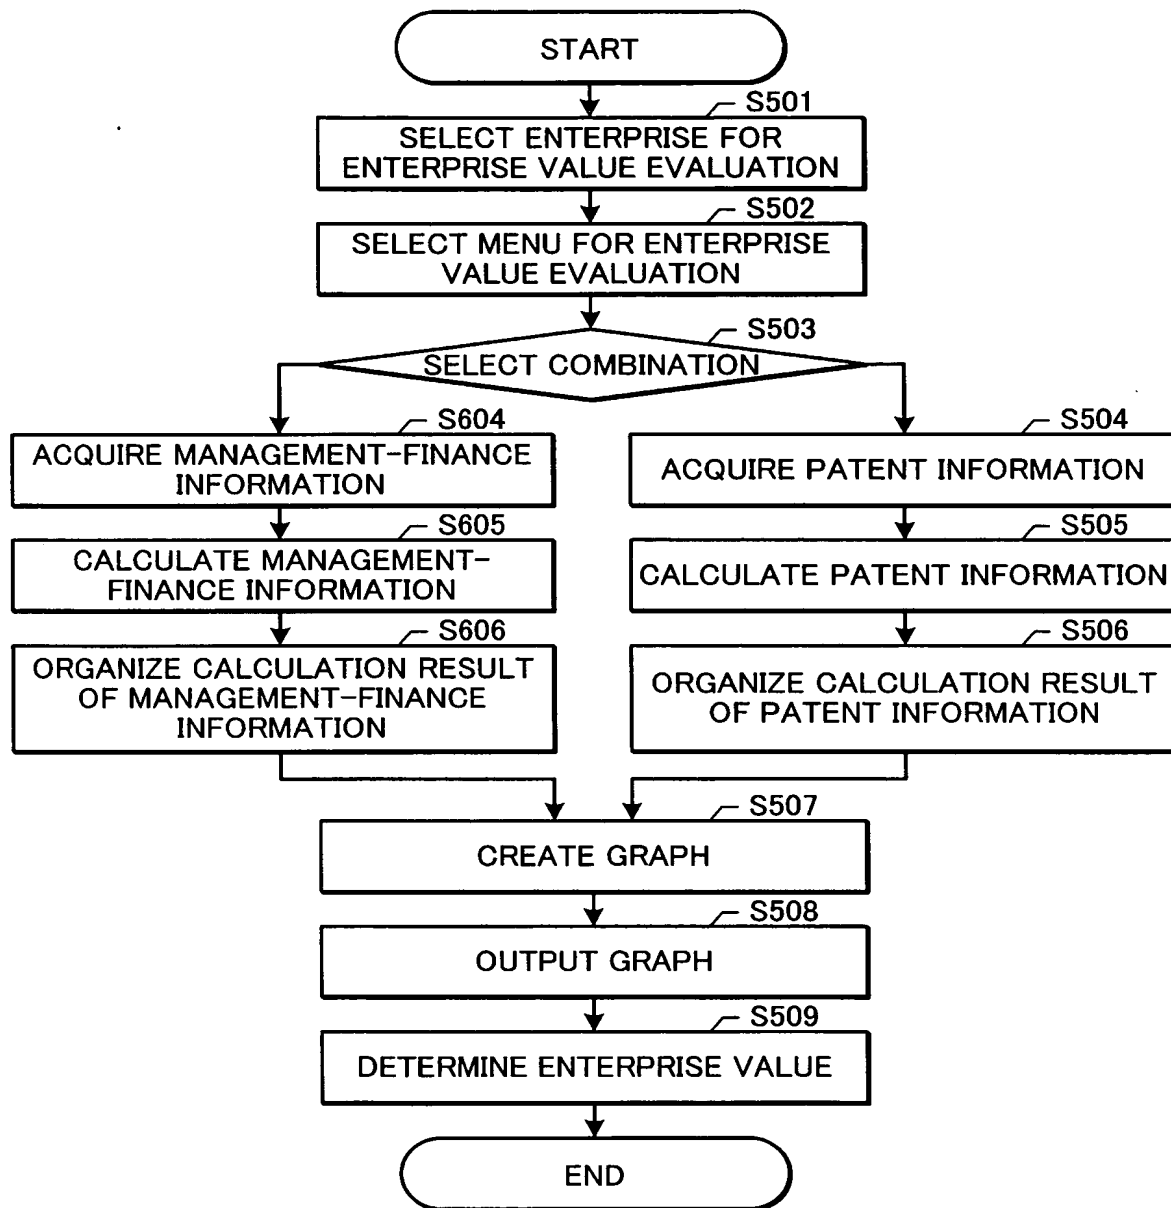 START
S501
SELECT ENTERPRISE FOR
ENTERPRISE VALUE EVALUATION
S502
SELECT MENU FOR ENTERPRISE
VALUE EVALUATION
S503
SELECT COMBINATION
S604
ACQUIRE MANAGEMENT-FINANCE
INFORMATION
S605
CALCULATE MANAGEMENT-
FINANCE INFORMATION
S606
ORGANIZE CALCULATION RESULT
OF MANAGEMENT-FINANCE
INFORMATION
S504
ACQUIRE PATENT INFORMATION
S505
CALCULATE PATENT INFORMATION
S506
ORGANIZE CALCULATION RESULT
OF PATENT INFORMATION
S507
CREATE GRAPH
S508
OUTPUT GRAPH
S509
DETERMINE ENTERPRISE VALUE
END